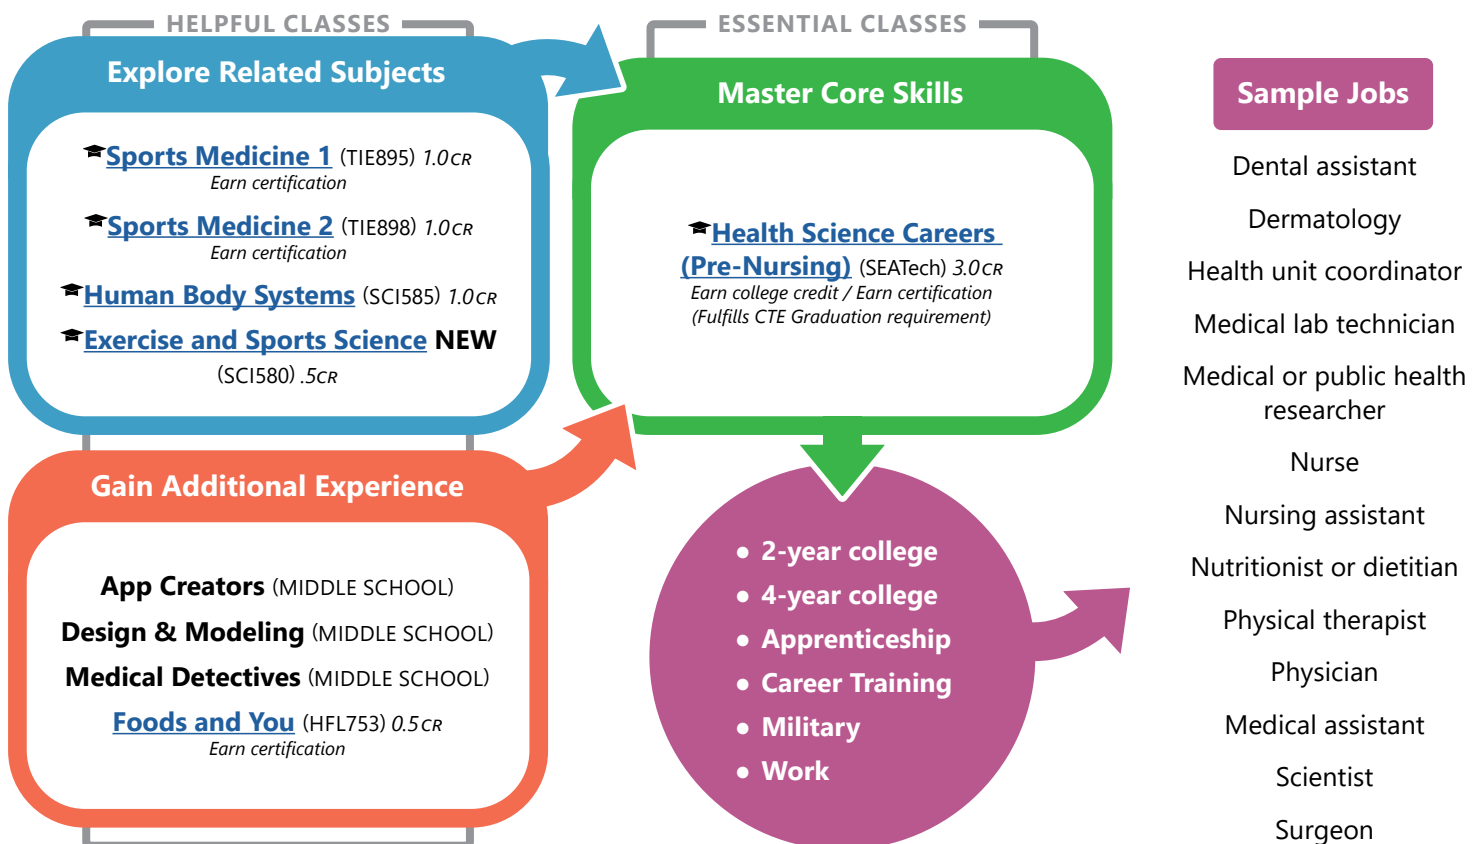 HELPFUL CLASSES
Explore Related Subjects
Sports Medicine 1 (TIE895) 1.0CR
Earn certification
Sports Medicine 2 (TIE898) 1.0CR
Earn certification
Human Body Systems (SCI585) 1.0CR
Exercise and Sports Science NEW
(SCI580) .5CR
Gain Additional Experience
App Creators (MIDDLE SCHOOL)
Design & Modeling (MIDDLE SCHOOL)
Medical Detectives (MIDDLE SCHOOL)
Foods and You (HFL753) 0.5CR
Earn certification
ESSENTIAL CLASSES
Master Core Skills
Health Science Careers
(Pre-Nursing) (SEATech) 3.0CR
Earn college credit / Earn certification
(Fulfills CTE Graduation requirement)
• 2-year college
• 4-year college
• Apprenticeship
• Career Training
• Military
• Work
Sample Jobs
Dental assistant
Dermatology
Health unit coordinator
Medical lab technician
Medical or public health
researcher
Nurse
Nursing assistant
Nutritionist or dietitian
Physical therapist
Physician
Medical assistant
Scientist
Surgeon